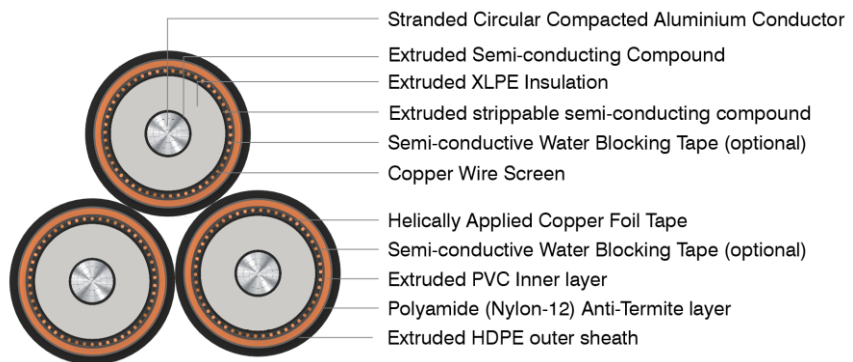 Stranded Circular Compacted Aluminium Conductor
Extruded Semi-conducting Compound
Extruded XLPE Insulation
Extruded strippable semi-conducting compound
Semi-conductive Water Blocking Tape (optional)
Copper Wire Screen
Helically Applied Copper Foil Tape
Semi-conductive Water Blocking Tape (optional)
Extruded PVC Inner layer
Polyamide (Nylon-12) Anti-Termite layer
Extruded HDPE outer sheath